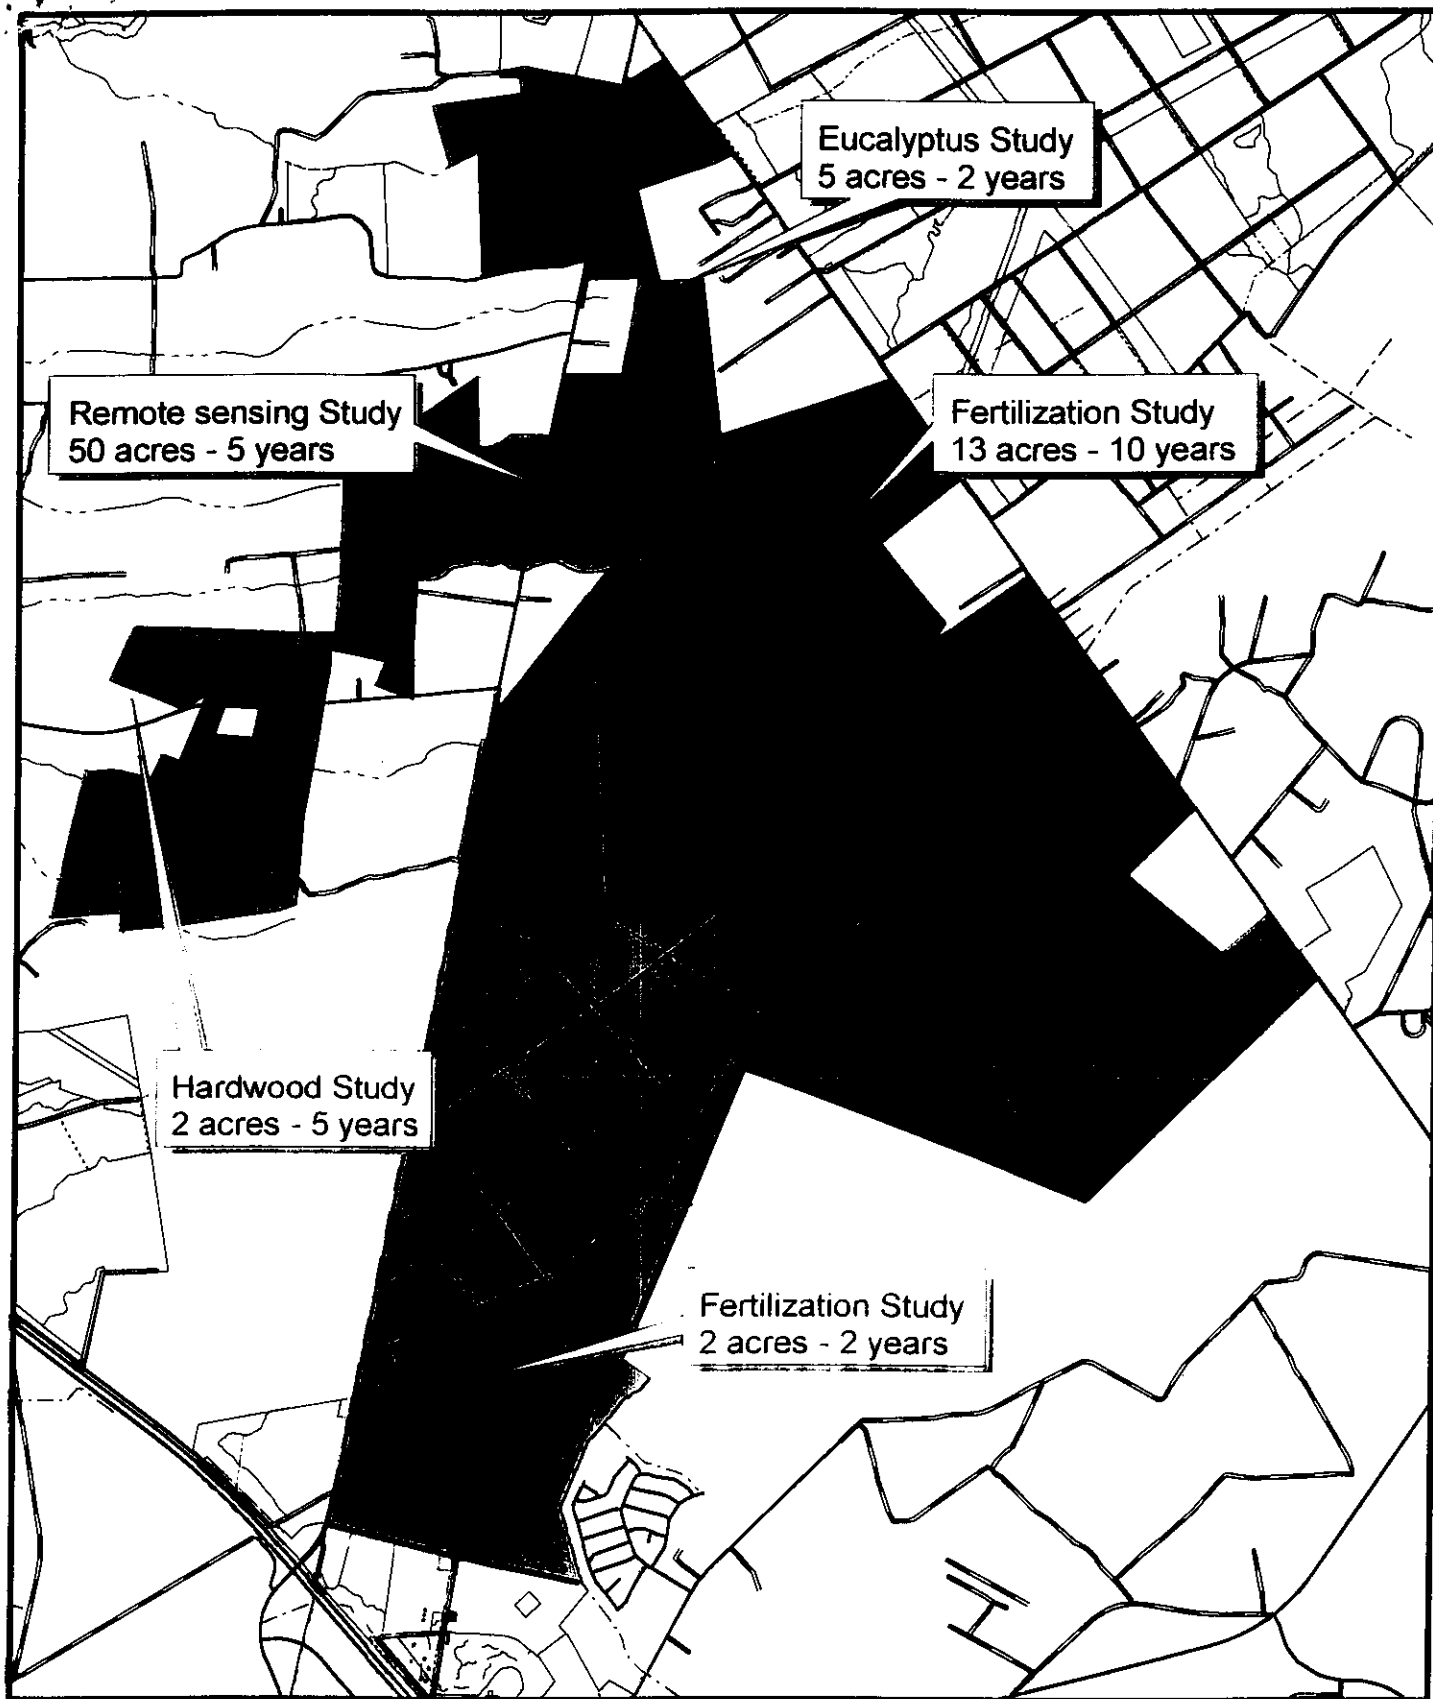 Eucalyptus Study
5 acres - 2 years
Remote sensing Study
50 acres - 5 years
Fertilization Study
13 acres - 10 years
Hardwood Study
2 acres - 5 years
Fertilization Study
2 acres - 2 years